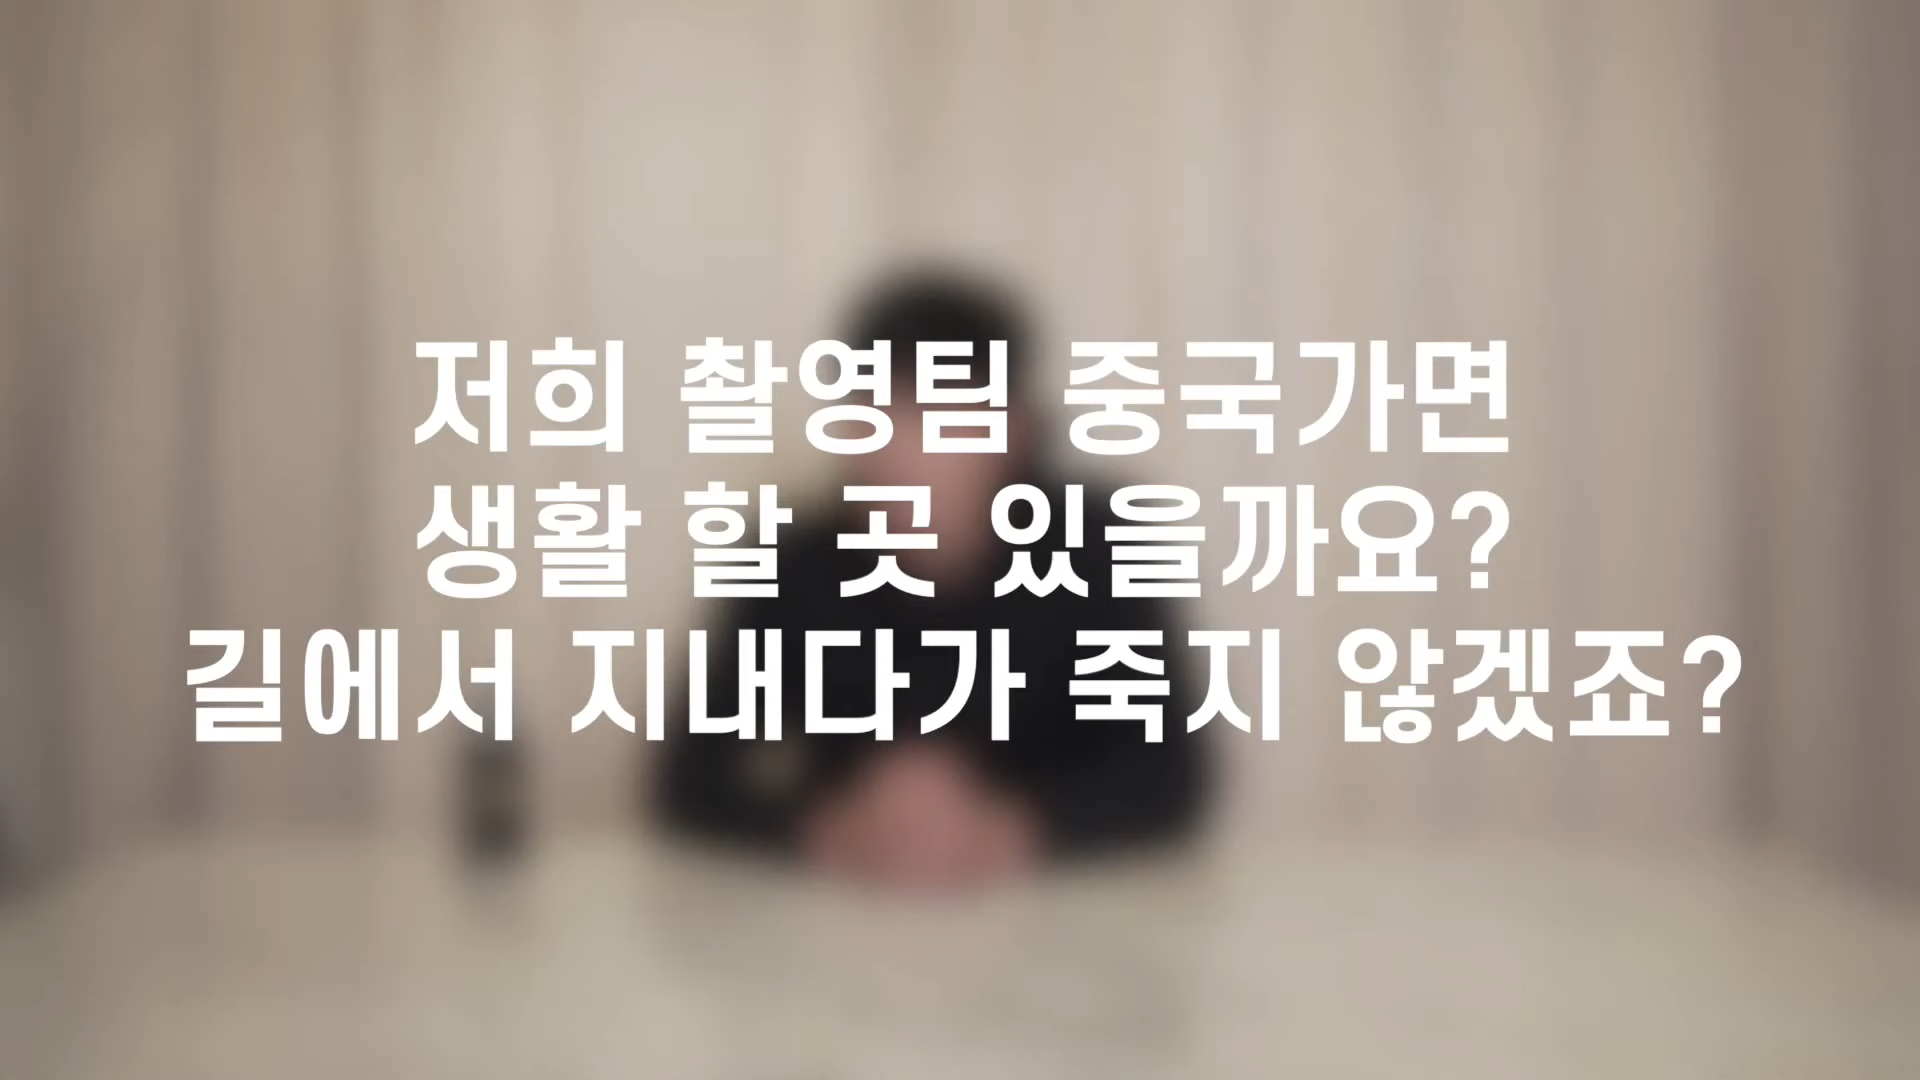 저희 촬영팀 중국가면
생활 할 곳 있을까요?
길에서 지내다가 죽지 않겠죠?